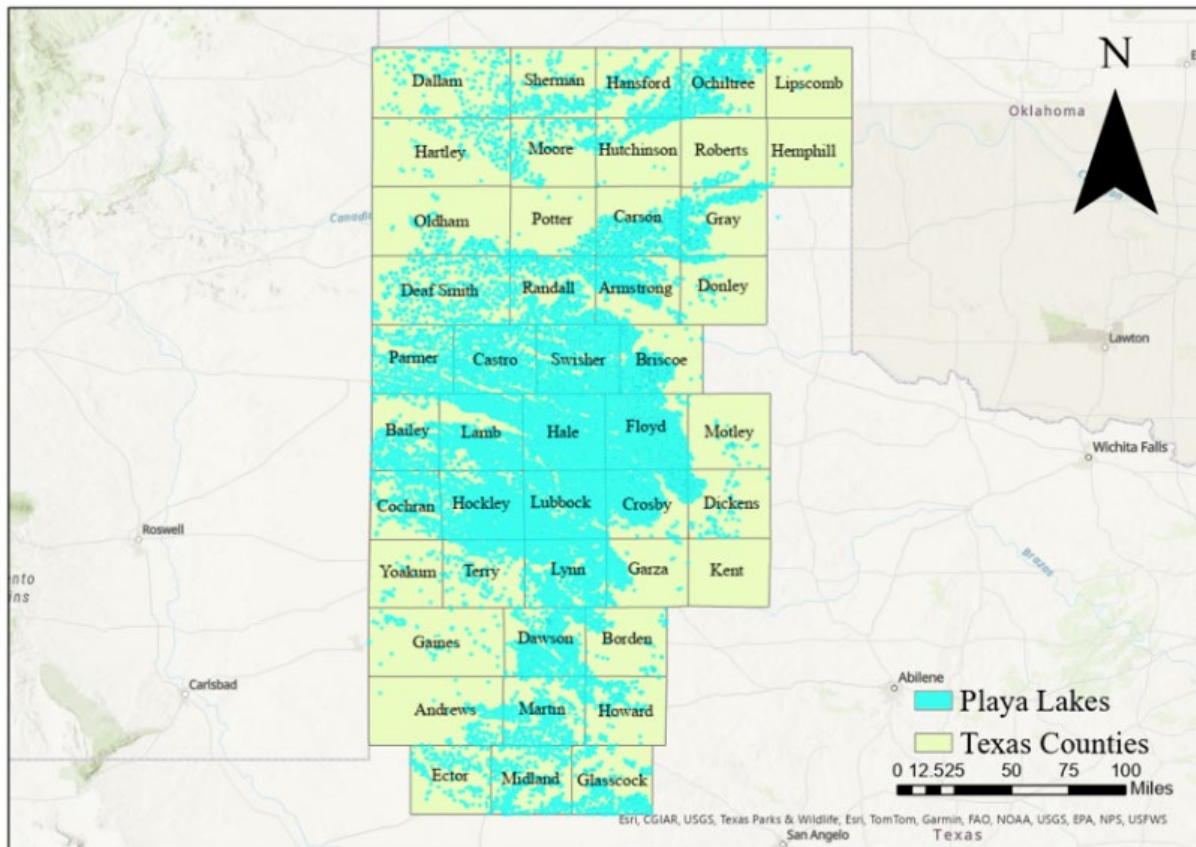 N
E
Dallam Sherman Hansford Ochiltree Lipscomb
Oklahoma
Hartley Moore Hutchinson Roberts Hemphill
Canadia
Oldham Potter Carson Gray
Deaf Smith Randall Armstrong Donley
Lawton
Parmer Castro Swisher Briscoe
Bailey Lamb Hale Floyd Motley
Wichita Falls
Cochran Hockley Lubbock Crosby Dickens
Roswell
Brazos
Yoakum Terry Lynn Garza Kent
ento
ins
Gaines Dawson Borden
Carlsbad
Abilene
Andrews Martin Howard
Playa Lakes
Texas Counties
Ector Midland Glasscock
0 12.525 50 75 100
Miles
Esri, CGIAR, USGS, Texas Parks & Wildlife, Esri, TomTom, Garmin, FAO, NOAA, USGS, EPA, NPS, USFWS
San Angelo
Texas